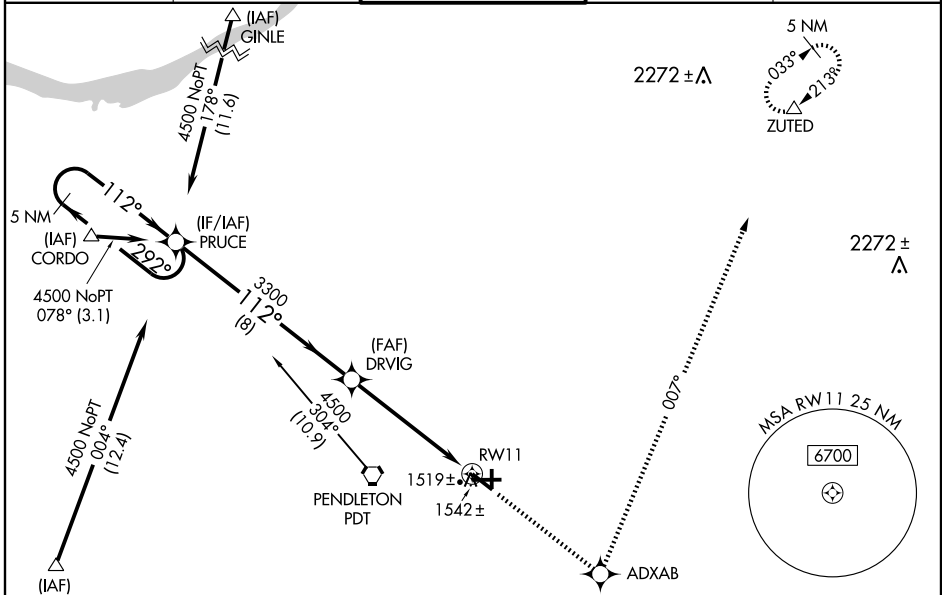 (IAF)
GINLE
5 NM
033°
213°
ZUTED
2272 ±
4500 NoPT
178°
(11.6)
112°
5 NM
(IAF)
CORDO
(IF/IAF)
PRUCE
292°
4500 NoPT
078° (3.1)
2272 ±
3300
112°
(8)
(FAF)
DRVIG
4500 NoPT
004°
(12.4)
4500
304°
(10.9)
007°
MSA RW11 25 NM
6700
RW11
1519 ±
1542 ±
PENDLETON
PDT
ADXAB
(IAF)